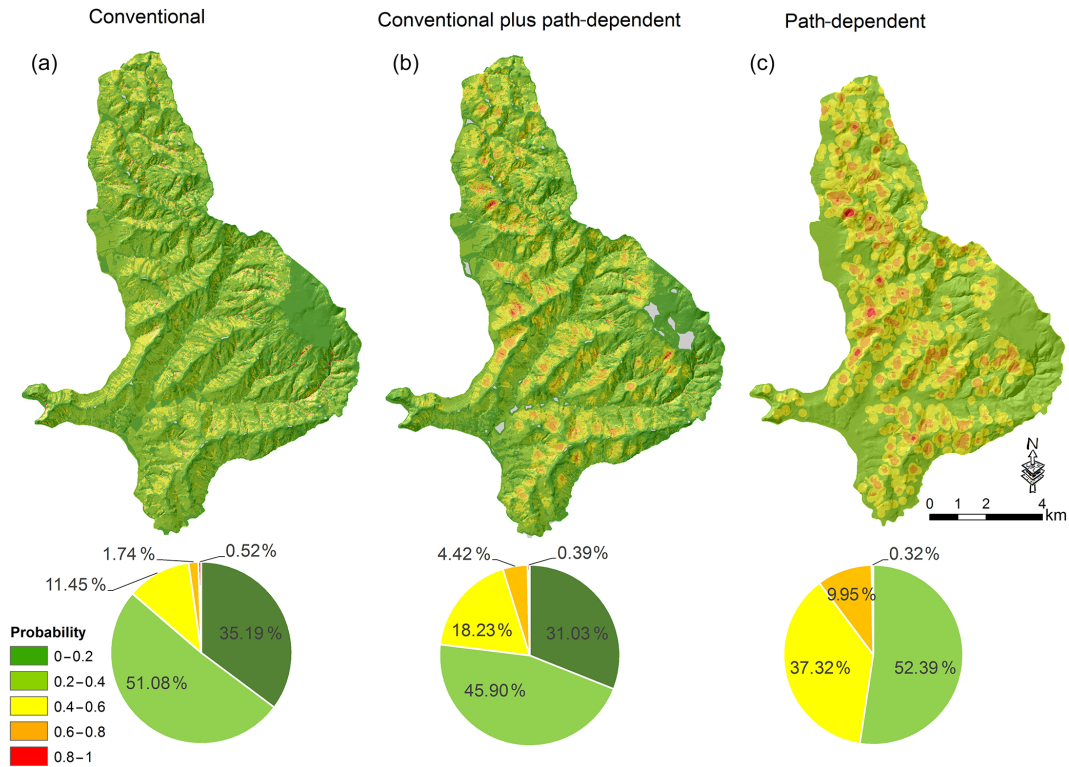 Conventional
Conventional plus path-dependent
Path-dependent
(a)
(b)
(c)
N
0 1 2 4
km
1.74 %
0.52 %
11.45 %
35.19 %
51.08 %
4.42 %
0.39 %
18.23 %
31.03 %
45.90 %
0.32 %
9.95 %
37.32 %
52.39 %
Probability
0–0.2
0.2–0.4
0.4–0.6
0.6–0.8
0.8–1